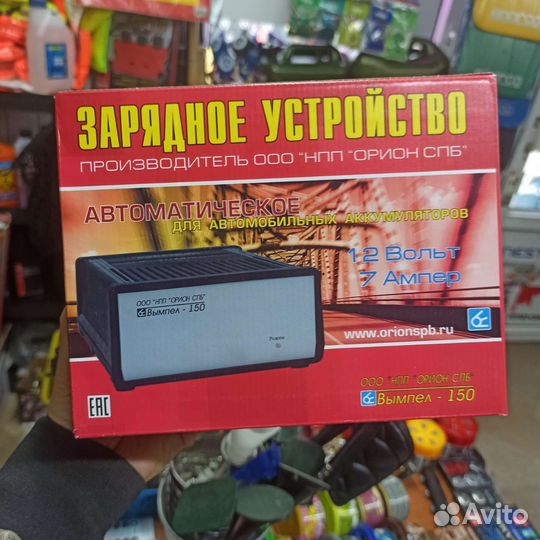 ЗАРЯДНОЕ УСТРОЙСТВО
ПРОИЗВОДИТЕЛЬ ООО "НПП "ОРИОН СПБ"
АВТОМАТИЧЕСКОЕ
ДЛЯ АВТОМОБИЛЬНЫХ АККУМУЛЯТОРОВ
12 Вольт
7 Ампер
ООО "НПП "ОРИОН СПБ"
Вымпел - 150
Режим
www.orionspb.ru
ЕАС
ООО "НПП "ОРИОН СПБ"
Вымпел - 150
Avito